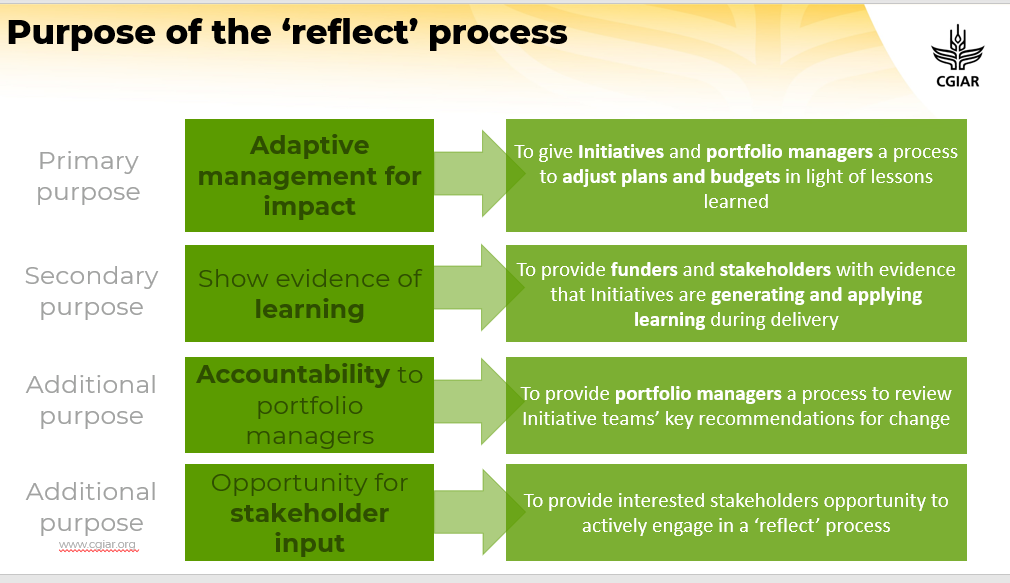 Purpose of the ‘reflect’ process
CGIAR
Primary
purpose
Adaptive
management for
impact
To give Initiatives and portfolio managers a process
to adjust plans and budgets in light of lessons
learned
Secondary
purpose
Show evidence of
learning
To provide funders and stakeholders with evidence
that Initiatives are generating and applying
learning during delivery
Additional
purpose
Accountability to
portfolio
managers
To provide portfolio managers a process to review
Initiative teams’ key recommendations for change
Additional
purpose
Opportunity for
stakeholder
input
To provide interested stakeholders opportunity to
actively engage in a ‘reflect’ process
www.cgiar.org